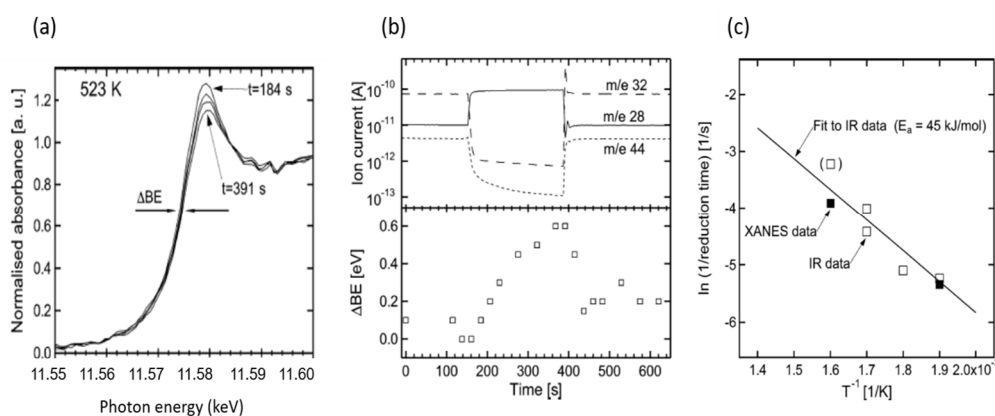 (a)
523 K
t=184 s
t=391 s
ΔBE
Normalised absorbance [a. u.]
1.2
1.0
0.8
0.6
0.4
0.2
0.0
11.55 11.56 11.57 11.58 11.59 11.60
Photon energy (keV)
(b)
Ion current [A]
10⁻¹⁰
10⁻¹¹
10⁻¹²
10⁻¹³
m/e 32
m/e 28
m/e 44
ΔBE [eV]
0.6
0.4
0.2
0.0
0 100 200 300 400 500 600
Time [s]
(c)
ln (1/reduction time) [1/s]
-2
-3
-4
-5
-6
Fit to IR data (Eₐ = 45 kJ/mol)
( )
XANES data
IR data
1.4 1.5 1.6 1.7 1.8 1.9 2.0x10⁻
T⁻¹ [1/K]